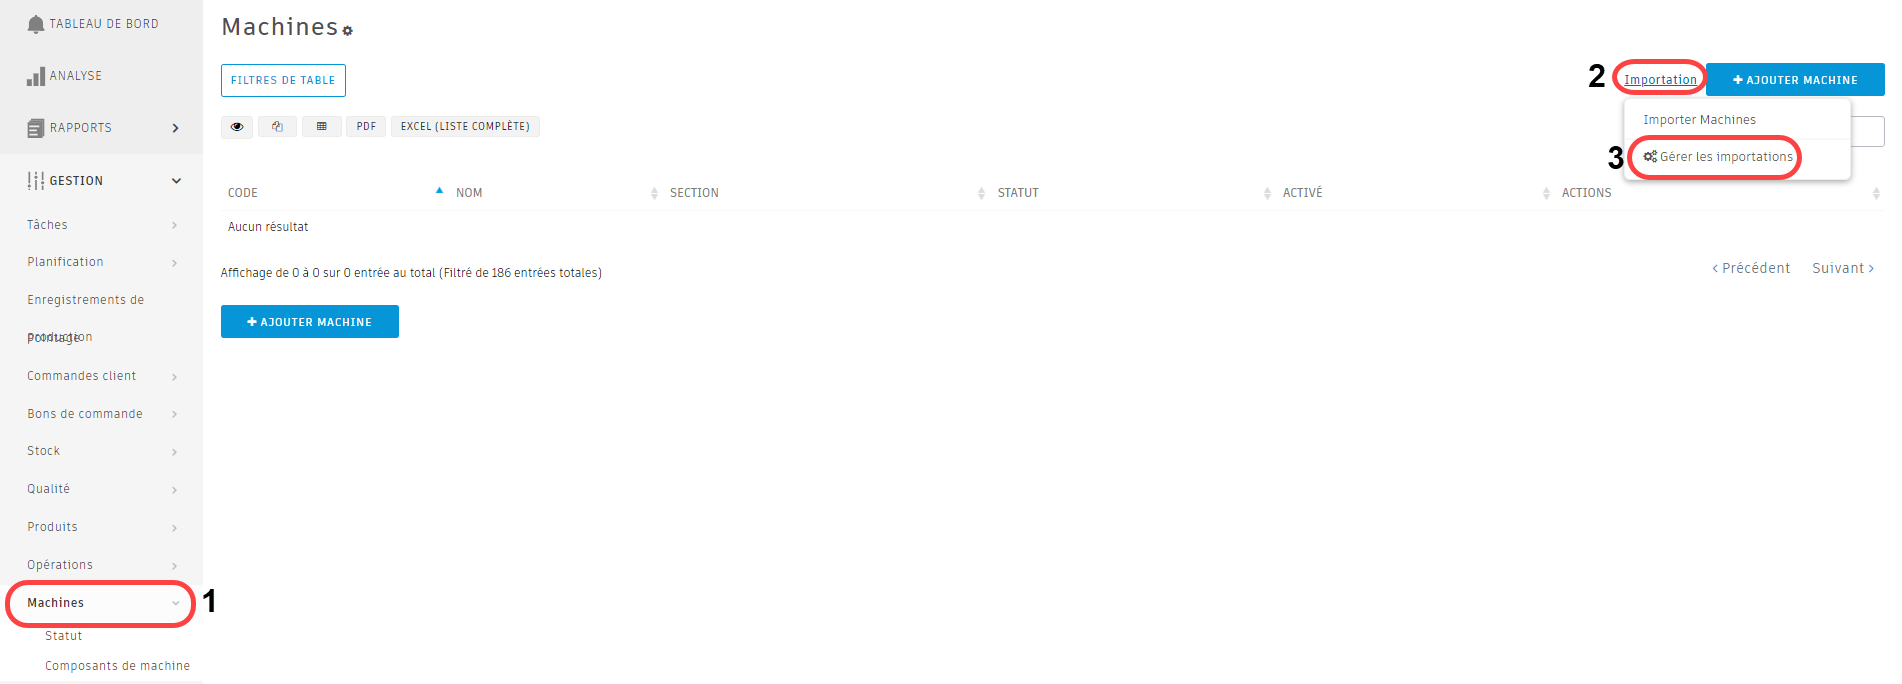 TABLEAU DE BORD
ANALYSE
RAPPORTS
GESTION
Tâches
Planification
Enregistrements de
production
Pointage
Commandes client
Bons de commande
Stock
Qualité
Produits
Opérations
Machines
1
Statut
Composants de machine
Machines
FILTRES DE TABLE
2
Importation
AJOUTER MACHINE
PDF
EXCEL (LISTE COMPLÈTE)
Importer Machines
3
Gérer les importations
CODE NOM SECTION STATUT ACTIVÉ ACTIONS
Aucun résultat
Affichage de 0 à 0 sur 0 entrée au total (Filtré de 186 entrées totales)
Précédent Suivant
AJOUTER MACHINE